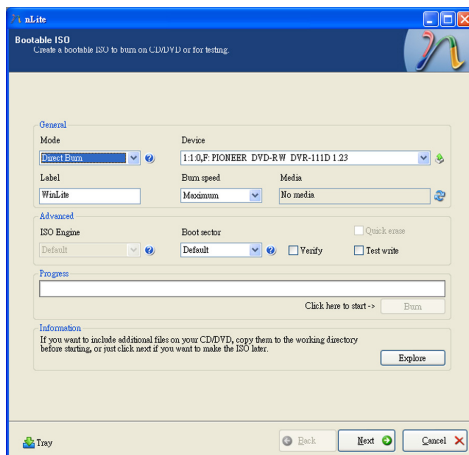 nLite
Bootable ISO
Create a bootable ISO to burn on CD/DVD or for testing.
General
Mode Device
Direct Burn 1:1:0,F: PIONEER DVD-RW DVR-111D 1.23
Label Burn speed Media
WinLite Maximum No media
Advanced
ISO Engine Boot sector Quick erase
Default Default Verify Test write
Progress
Click here to start -> Burn
Information
If you want to include additional files on your CD/DVD, copy them to the working directory
before starting, or just click next if you want to make the ISO later.
Explore
Tray Back Next Cancel